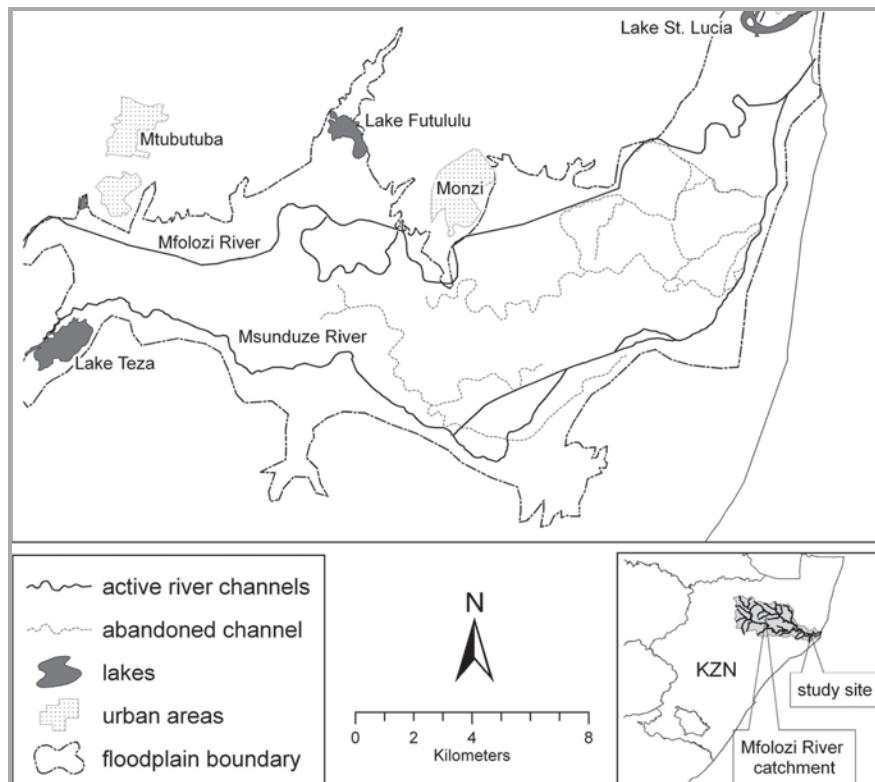 Lake St. Lucia
Lake Futululu
Mtubutuba
Monzi
Mfolozi River
Msunduze River
Lake Teza
active river channels
abandoned channel
lakes
urban areas
floodplain boundary
N
0 2 4 8
Kilometers
KZN
study site
Mfolozi River
catchment